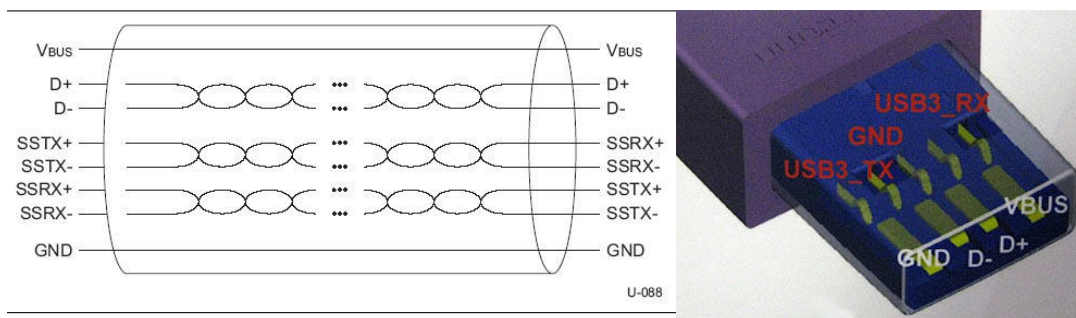 VBUS
D+
D-
SSTX+
SSTX-
SSRX+
SSRX-
GND
VBUS
D+
D-
SSRX+
SSRX-
SSTX+
SSTX-
GND
U-088
USB3_RX
GND
USB3_TX
VBUS
D+
D-
GND